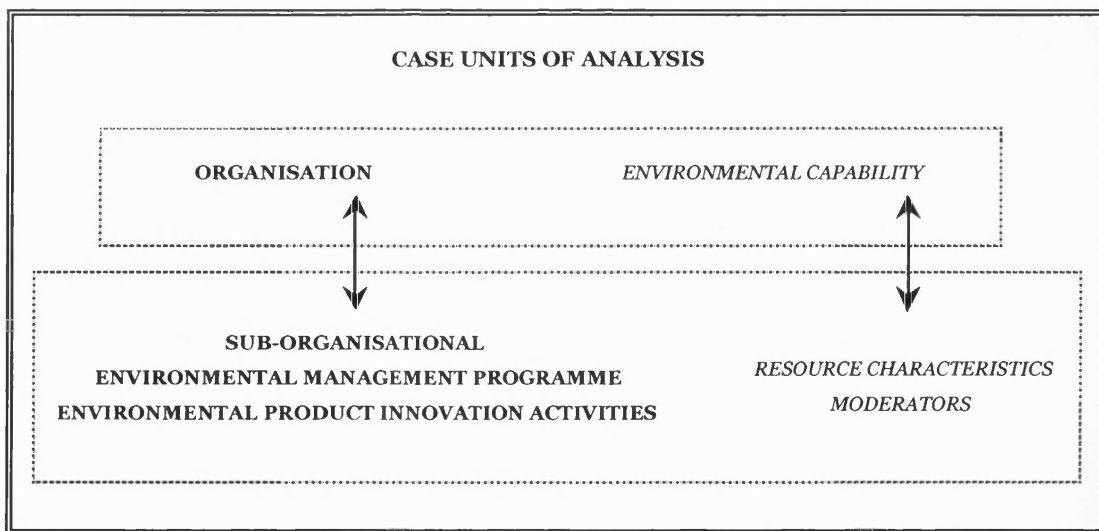 CASE UNITS OF ANALYSIS
ORGANISATION
ENVIRONMENTAL CAPABILITY
SUB-ORGANISATIONAL
ENVIRONMENTAL MANAGEMENT PROGRAMME
ENVIRONMENTAL PRODUCT INNOVATION ACTIVITIES
RESOURCE CHARACTERISTICS
MODERATORS